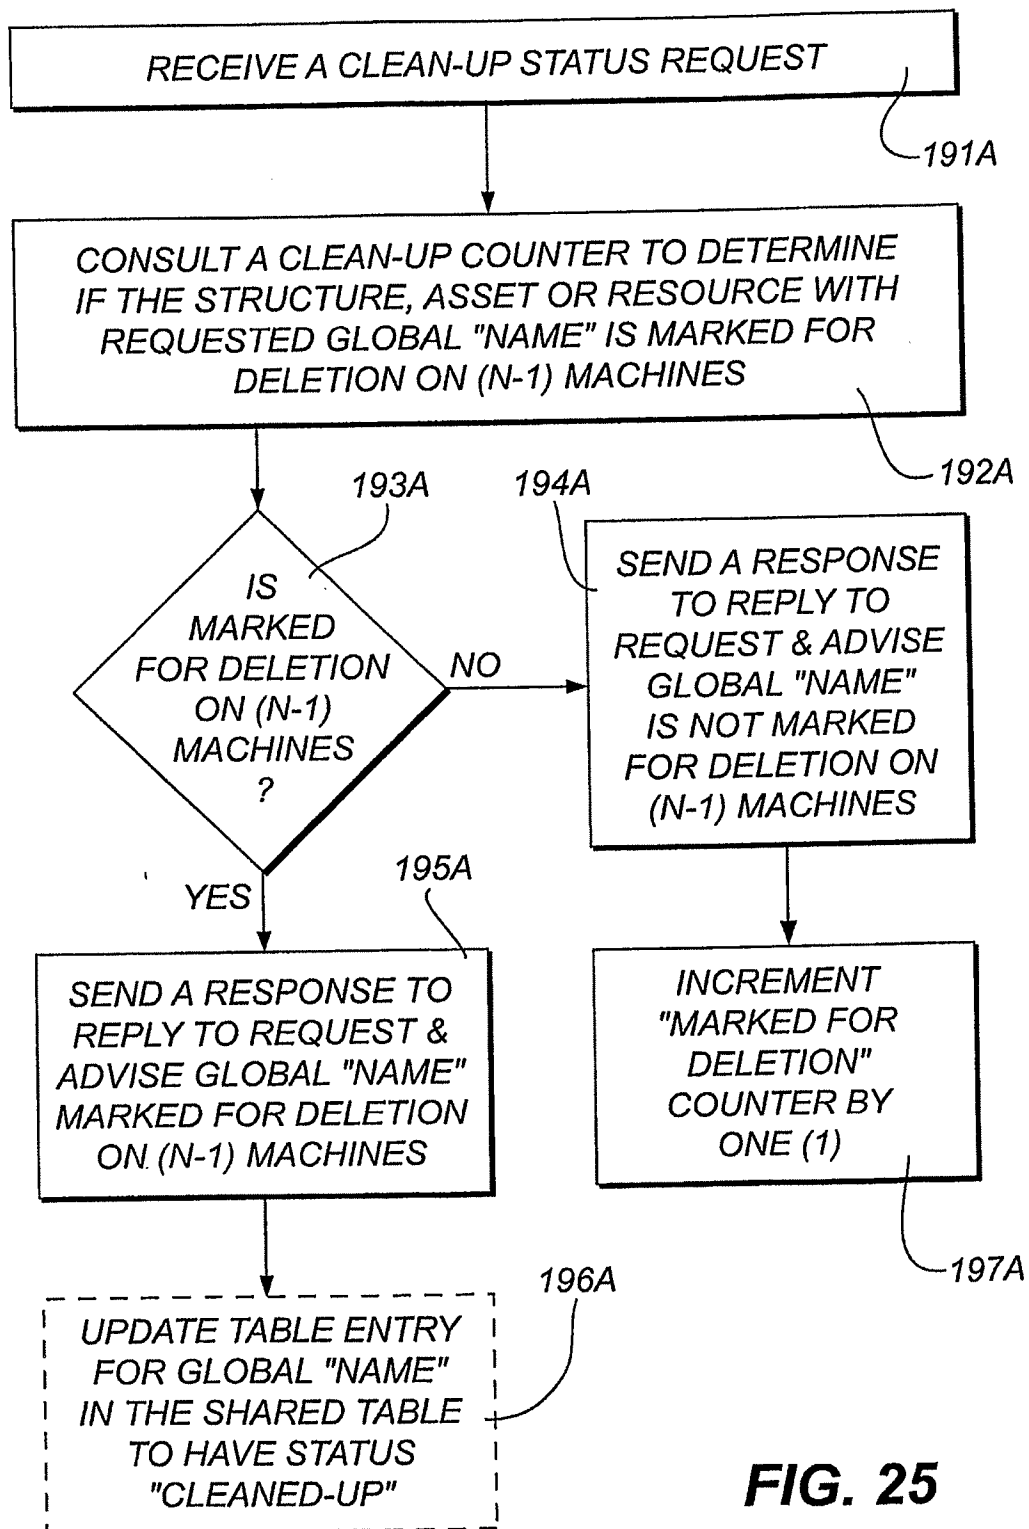 RECEIVE A CLEAN-UP STATUS REQUEST
191A
CONSULT A CLEAN-UP COUNTER TO DETERMINE
IF THE STRUCTURE, ASSET OR RESOURCE WITH
REQUESTED GLOBAL "NAME" IS MARKED FOR
DELETION ON (N-1) MACHINES
192A
193A
IS
MARKED
FOR DELETION
ON (N-1)
MACHINES
?
NO
YES
194A
SEND A RESPONSE
TO REPLY TO
REQUEST & ADVISE
GLOBAL "NAME"
IS NOT MARKED
FOR DELETION ON
(N-1) MACHINES
195A
SEND A RESPONSE TO
REPLY TO REQUEST &
ADVISE GLOBAL "NAME"
MARKED FOR DELETION
ON (N-1) MACHINES
INCREMENT
"MARKED FOR
DELETION"
COUNTER BY
ONE (1)
197A
196A
UPDATE TABLE ENTRY
FOR GLOBAL "NAME"
IN THE SHARED TABLE
TO HAVE STATUS
"CLEANED-UP"
FIG. 25